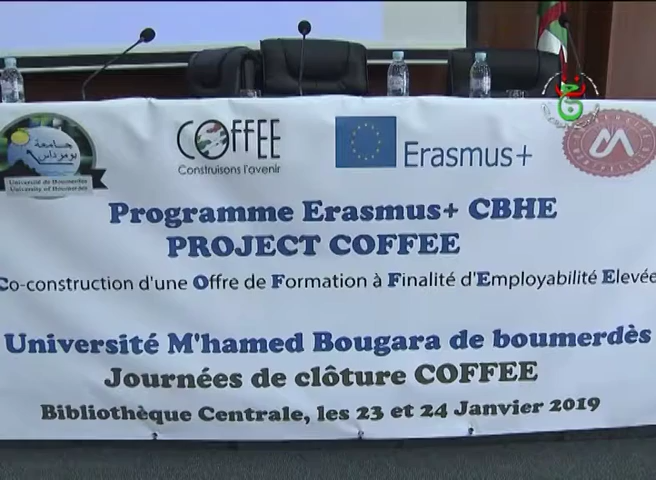 جامعة
بومرداس
Université de Boumerdès
University of Boumerdes
COFFEE
Construisons l'avenir
Erasmus+
Programme Erasmus+ CBHE
PROJECT COFFEE
Co-construction d'une Offre de Formation à Finalité d'Employabilité Elevée
Université M'hamed Bougara de boumerdès
Journées de clôture COFFEE
Bibliothèque Centrale, les 23 et 24 Janvier 2019